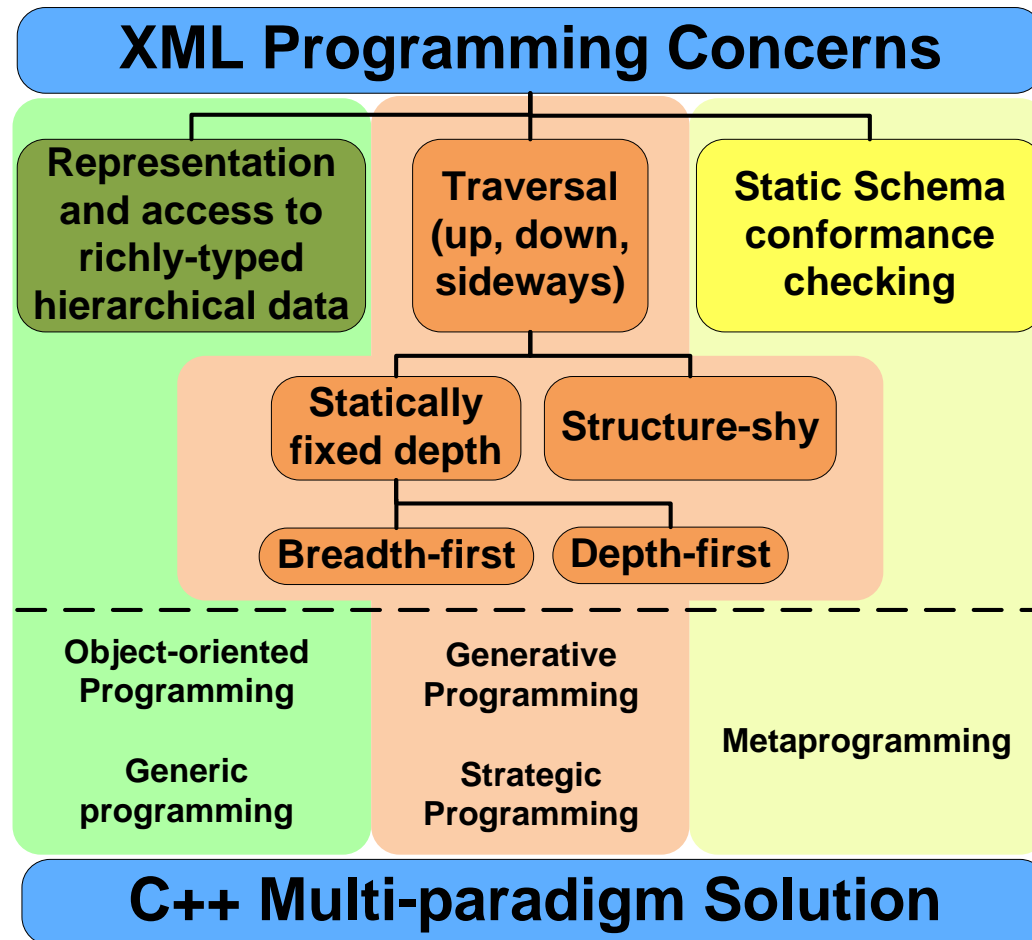 XML Programming Concerns
Representation
and access to
richly-typed
hierarchical data
Traversal
(up, down,
sideways)
Static Schema
conformance
checking
Statically
fixed depth
Structure-shy
Breadth-first
Depth-first
Object-oriented
Programming
Generic
programming
Generative
Programming
Strategic
Programming
Metaprogramming
C++ Multi-paradigm Solution